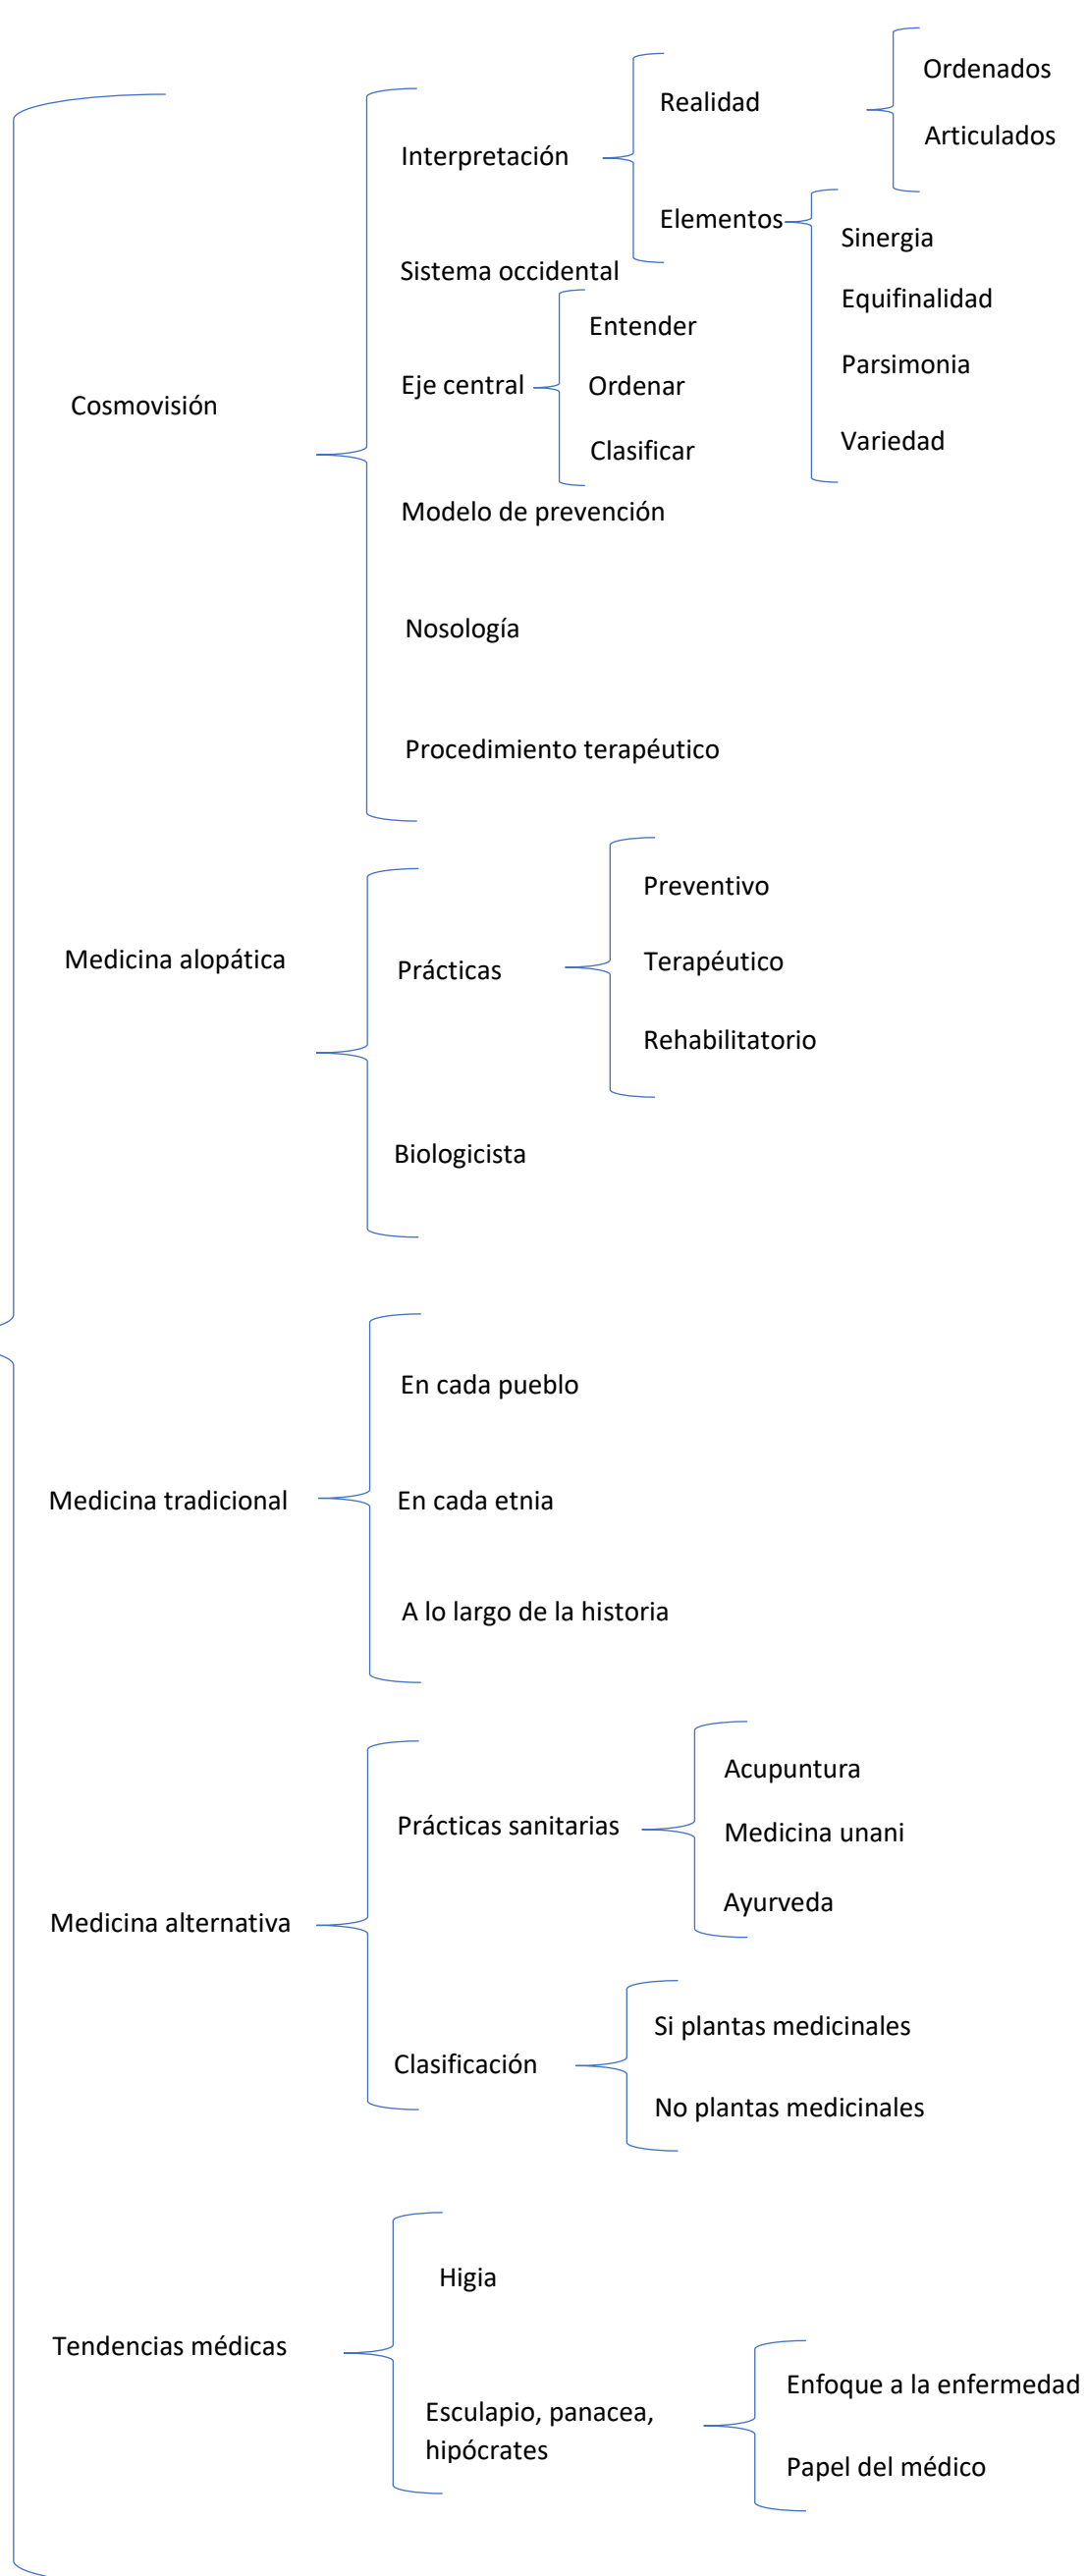 Ordenados
Realidad
Articulados
Interpretación
Elementos
Sinergia
Sistema occidental
Equifinalidad
Entender
Parsimonia
Eje central
Ordenar
Cosmovisión
Variedad
Clasificar
Modelo de prevención
Nosología
Procedimiento terapéutico
Preventivo
Medicina alopática
Prácticas
Terapéutico
Rehabilitatorio
Biologicista
En cada pueblo
Medicina tradicional
En cada etnia
A lo largo de la historia
Acupuntura
Prácticas sanitarias
Medicina unani
Ayurveda
Medicina alternativa
Si plantas medicinales
Clasificación
No plantas medicinales
Higia
Tendencias médicas
Enfoque a la enfermedad
Esculapio, panacea,
hipócrates
Papel del médico